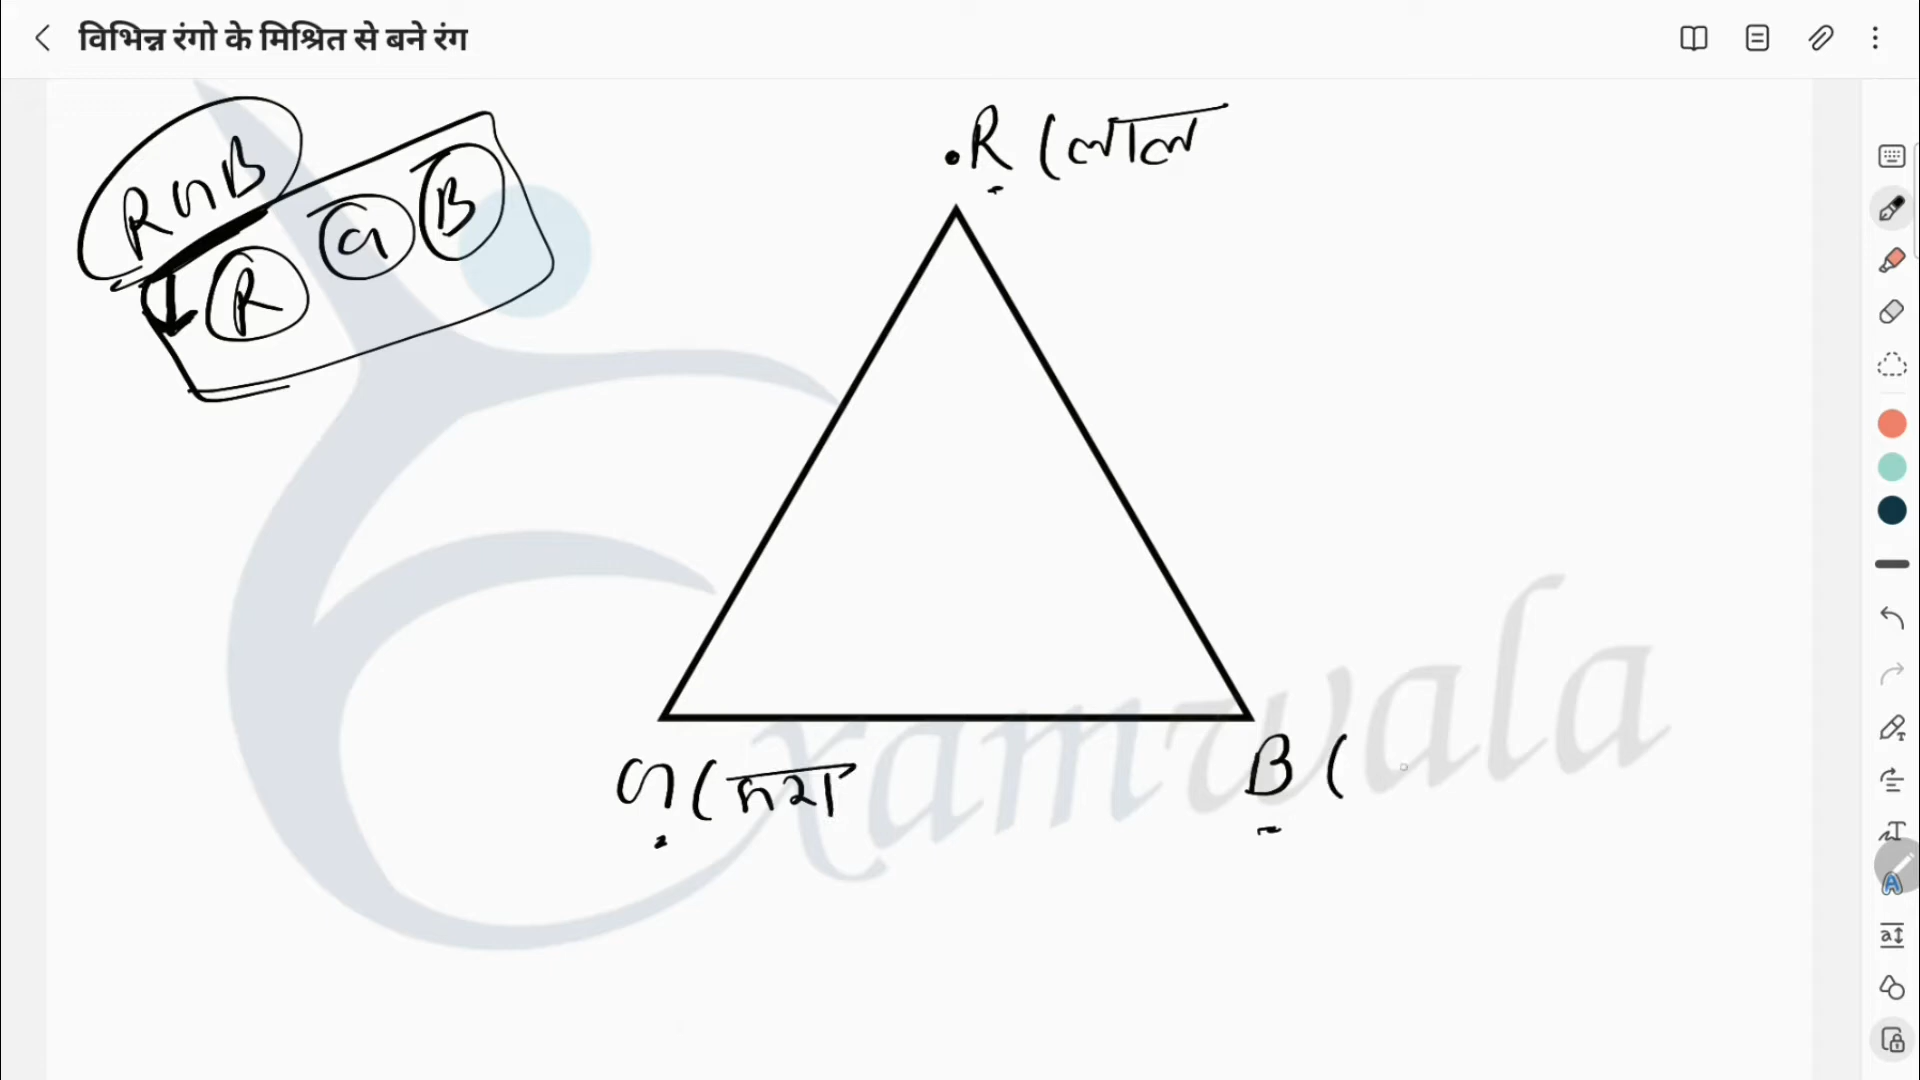 विभिन्न रंगो के मिश्रित से बने रंग
RGB
R G B
.R (लाल
G (हरा
B (
Examwala